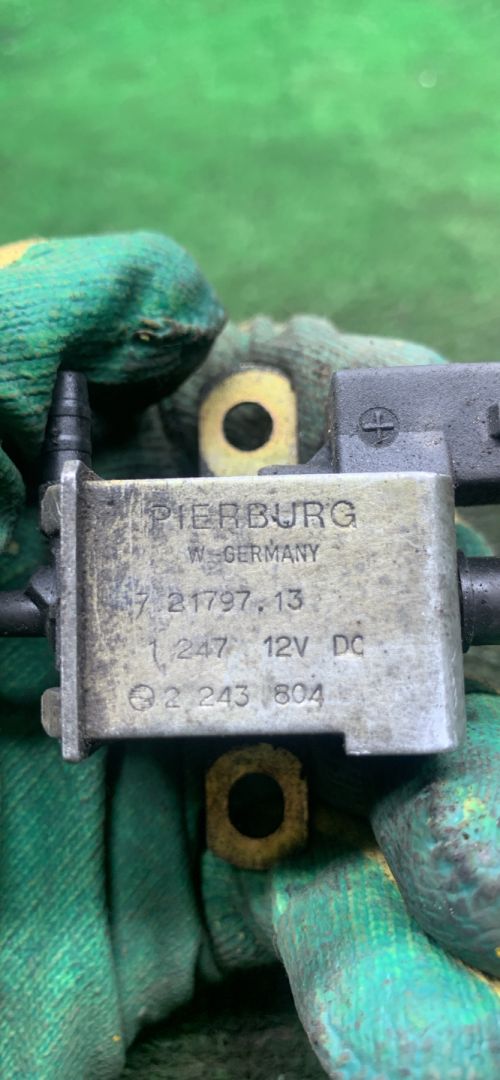 PIERBURG
W-GERMANY
7.21797.13
1 247 12V DC
2 243 804